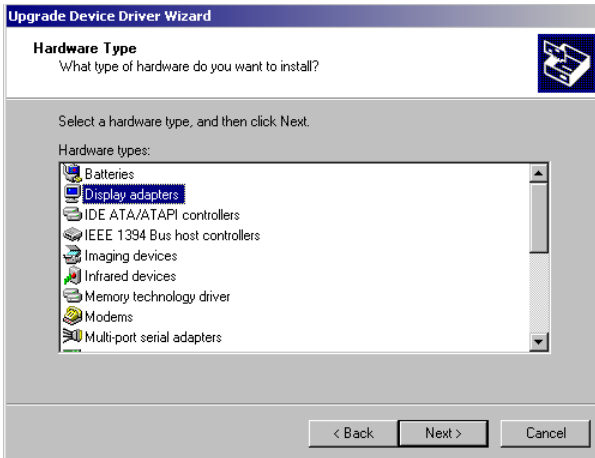 Upgrade Device Driver Wizard
Hardware Type
What type of hardware do you want to install?
Select a hardware type, and then click Next.
Hardware types:
Batteries
Display adapters
IDE ATA/ATAPI controllers
IEEE 1394 Bus host controllers
Imaging devices
Infrared devices
Memory technology driver
Modems
Multi-port serial adapters
< Back Next > Cancel